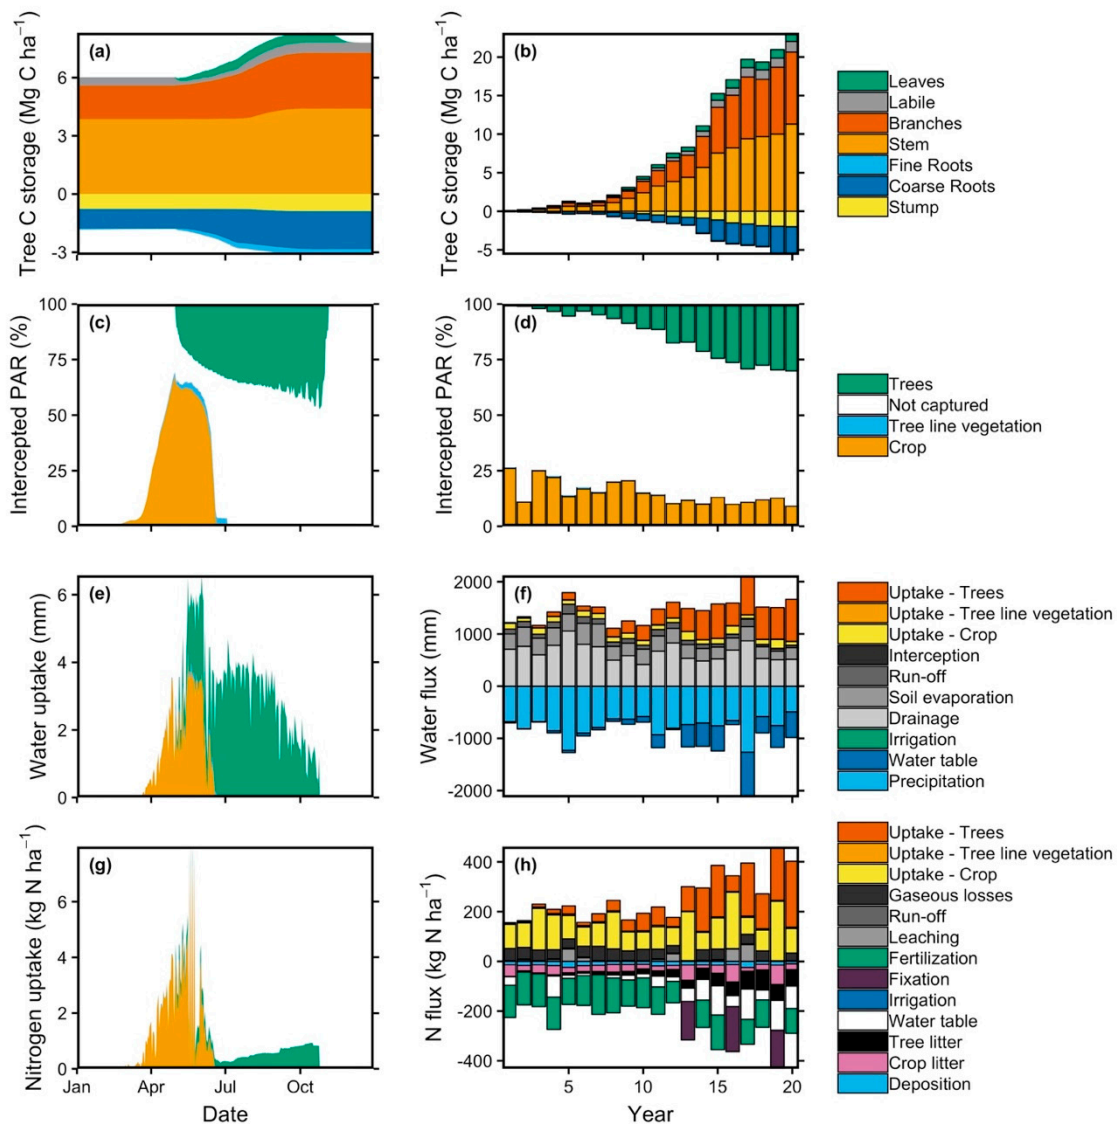 (a)
Tree C storage (Mg C ha⁻¹)
6
3
0
-3
(b)
Tree C storage (Mg C ha⁻¹)
20
15
10
5
0
-5
Leaves
Labile
Branches
Stem
Fine Roots
Coarse Roots
Stump
(c)
Intercepted PAR (%)
100
75
50
25
0
(d)
Intercepted PAR (%)
100
75
50
25
0
Trees
Not captured
Tree line vegetation
Crop
(e)
Water uptake (mm)
6
4
2
0
(f)
Water flux (mm)
2000
1000
0
-1000
-2000
Uptake - Trees
Uptake - Tree line vegetation
Uptake - Crop
Interception
Run-off
Soil evaporation
Drainage
Irrigation
Water table
Precipitation
(g)
Nitrogen uptake (kg N ha⁻¹)
6
4
2
0
Jan
Apr
Jul
Oct
Date
(h)
N flux (kg N ha⁻¹)
400
200
0
-200
-400
5
10
15
20
Year
Uptake - Trees
Uptake - Tree line vegetation
Uptake - Crop
Gaseous losses
Run-off
Leaching
Fertilization
Fixation
Irrigation
Water table
Tree litter
Crop litter
Deposition